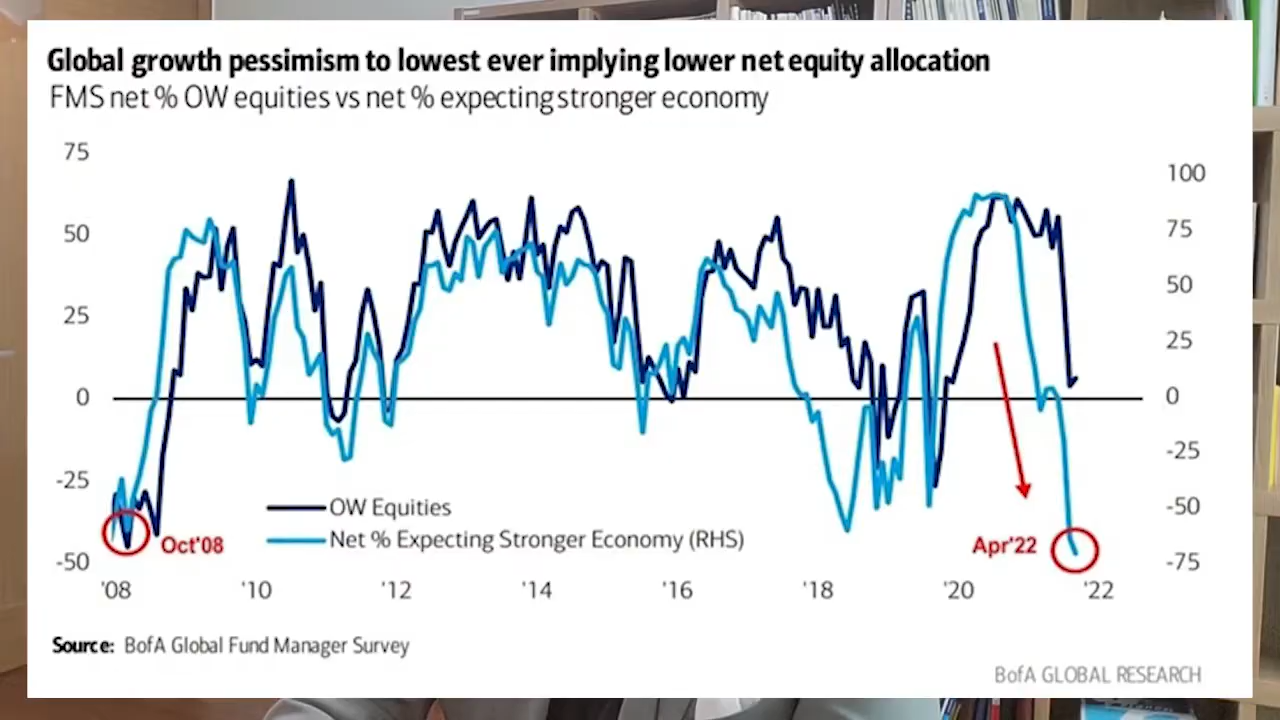 Global growth pessimism to lowest ever implying lower net equity allocation
FMS net % OW equities vs net % expecting stronger economy
75
50
25
0
-25
-50
100
75
50
25
0
-25
-50
-75
OW Equities
Net % Expecting Stronger Economy (RHS)
Oct'08
Apr'22
'08 '10 '12 '14 '16 '18 '20 '22
Source: BofA Global Fund Manager Survey
BofA GLOBAL RESEARCH